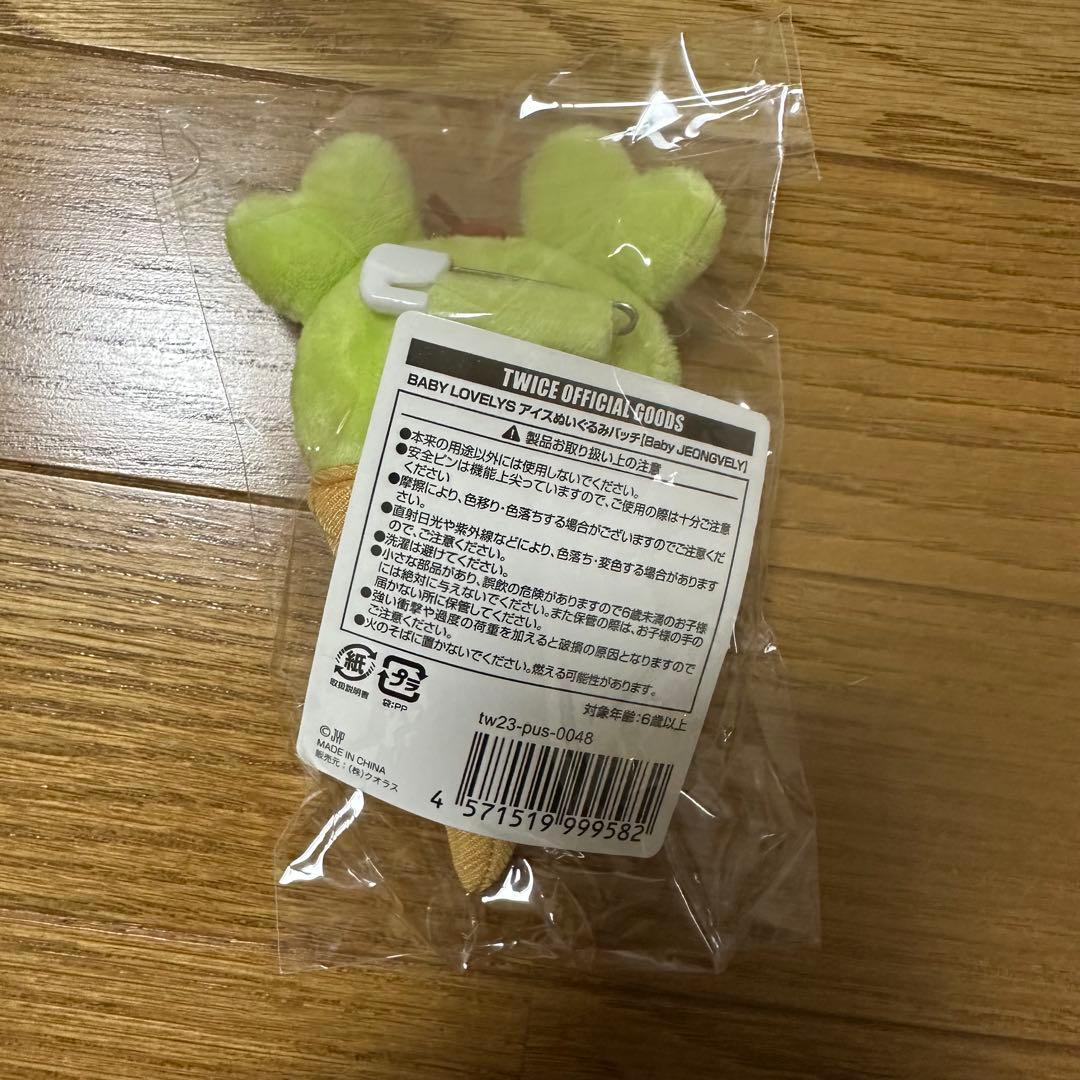 TWICE OFFICIAL GOODS
BABY LOVELYS アイスぬいぐるみバッチ[Baby JEONGVELY]
製品お取り扱い上の注意
●本来の用途以外には使用しないでください。
●安全ピンは機能上尖っていますので、ご使用の際は十分ご注意
ください
●摩擦により、色移り・色落ちする場合がございますのでご注意くだ
さい。
●直射日光や紫外線などにより、色落ち・変色する場合があります
ので、ご注意ください。
●洗濯は避けてください。
●小さな部品があり、誤飲の危険がありますので6歳未満のお子様
には絶対に与えないでください。また保管の際は、お子様の手の
届かない所に保管してください。
●強い衝撃や過度の荷重を加えると破損の原因となりますので
ご注意ください。
●火のそばに置かないでください。燃える可能性があります。
対象年齢:6歳以上
紙
取扱説明書
プラ
袋:PP
tw23-pus-0048
©JYP
MADE IN CHINA
販売元:(株)クオラス
4 571519 999582